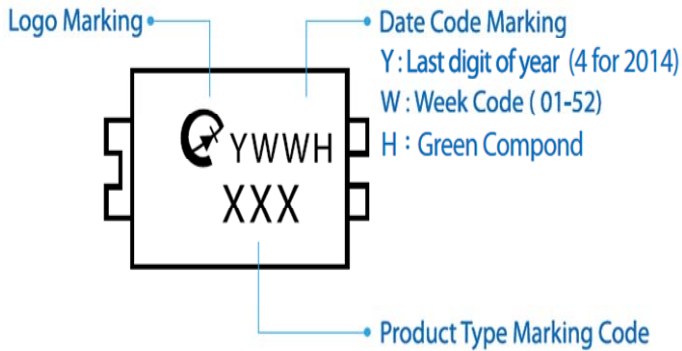 Logo Marking
Date Code Marking
Y : Last digit of year (4 for 2014)
W : Week Code ( 01-52)
H : Green Compond
YWWH
XXX
Product Type Marking Code